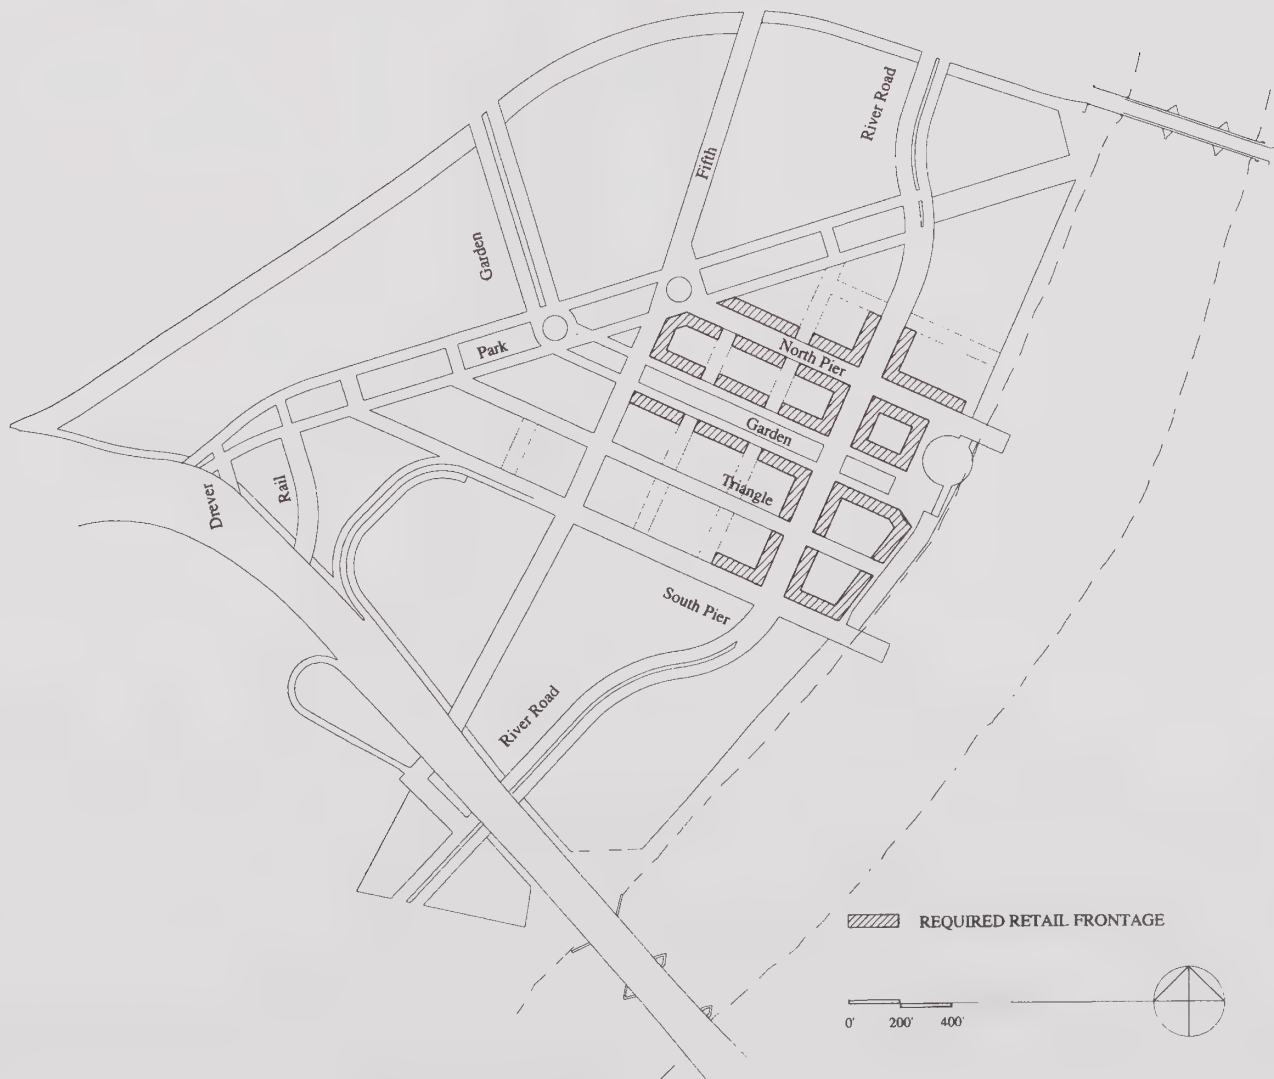 River Road
Fifth
Garden
Park
North Pier
Garden
Triangle
Rail
Drever
South Pier
River Road
REQUIRED RETAIL FRONTAGE
0' 200' 400'